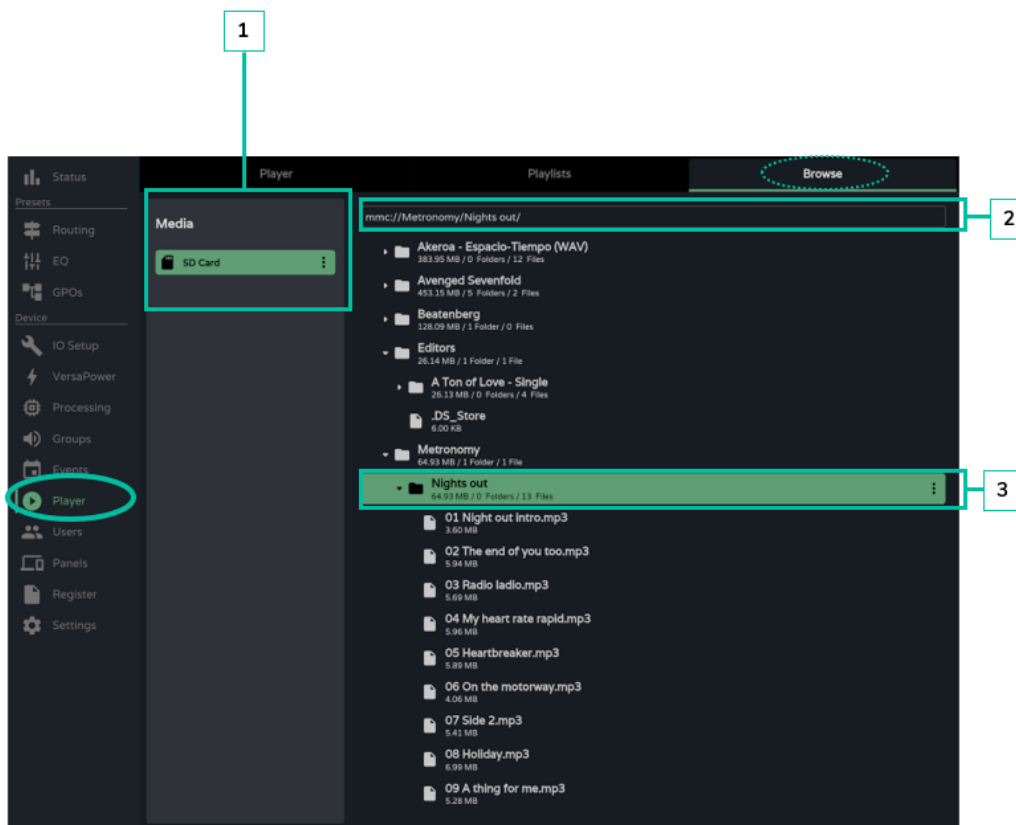 1
Status
Presets
Routing
EQ
GPOs
Device
IO Setup
VersaPower
Processing
Groups
Events
Player
Users
Panels
Register
Settings
Player
Playlists
Browse
Media
SD Card
mmc://Metronomy/Nights out/
2
Akeroa - Espacio-Tiempo (WAV)
383.95 MB / 0 Folders / 12 Files
Avenged Sevenfold
453.15 MB / 5 Folders / 2 Files
Beatenberg
128.09 MB / 1 Folder / 0 Files
Editors
26.14 MB / 1 Folder / 1 File
A Ton of Love - Single
26.13 MB / 0 Folders / 4 Files
.DS_Store
6.00 KB
Metronomy
64.93 MB / 1 Folder / 1 File
Nights out
64.93 MB / 0 Folders / 13 Files
3
01 Night out intro.mp3
3.60 MB
02 The end of you too.mp3
5.94 MB
03 Radio ladio.mp3
5.69 MB
04 My heart rate rapid.mp3
5.96 MB
05 Heartbreaker.mp3
5.89 MB
06 On the motorway.mp3
4.06 MB
07 Side 2.mp3
5.41 MB
08 Holiday.mp3
6.99 MB
09 A thing for me.mp3
5.28 MB